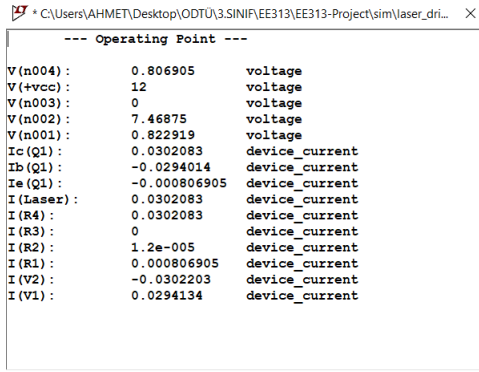 * C:\Users\AHMET\Desktop\ODTÜ\3.SINIF\EE313\EE313-Project\sim\laser_dri...
--- Operating Point ---
V(n004): 0.806905 voltage
V(+vcc): 12 voltage
V(n003): 0 voltage
V(n002): 7.46875 voltage
V(n001): 0.822919 voltage
Ic(Q1): 0.0302083 device_current
Ib(Q1): -0.0294014 device_current
Ie(Q1): -0.000806905 device_current
I(Laser): 0.0302083 device_current
I(R4): 0.0302083 device_current
I(R3): 0 device_current
I(R2): 1.2e-005 device_current
I(R1): 0.000806905 device_current
I(V2): -0.0302203 device_current
I(V1): 0.0294134 device_current